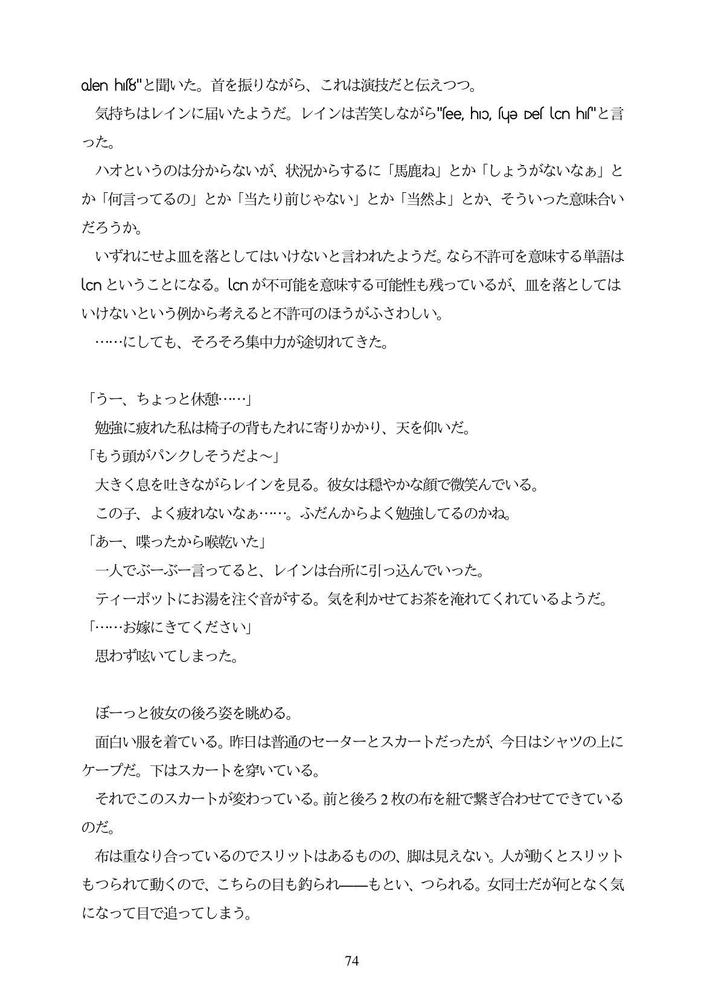 と聞いた。首を振りながら、これは演技だと伝えつつ。
気持ちはレインに届いたようだ。レインは苦笑しながら と言
った。
ハオというのは分からないが、状況からするに「馬鹿ね」とか「しょうがないなぁ」と
か「何言ってるの」とか「当たり前じゃない」とか「当然よ」とか、そういった意味合い
だろうか。
いずれにせよ皿を落としてはいけないと言われたようだ。なら不許可を意味する単語は
lcn ということになる。lcn が不可能を意味する可能性も残っているが、皿を落としては
いけないという例から考えると不許可のほうがふさわしい。
……にしても、そろそろ集中力が途切れてきた。
「うー、ちょっと休憩……」
勉強に疲れた私は椅子の背もたれに寄りかかり、天を仰いだ。
「もう頭がパンクしそうだよ～」
大きく息を吐きながらレインを見る。彼女は穏やかな顔で微笑んでいる。
この子、よく疲れないなぁ……。ふだんからよく勉強してるのかね。
「あー、喋ったから喉乾いた」
一人でぶーぶー言ってると、レインは台所に引っ込んでいった。
ティーポットにお湯を注ぐ音がする。気を利かせてお茶を淹れてくれているようだ。
「……お嫁にきてください」
思わず呟いてしまった。
ぼーっと彼女の後ろ姿を眺める。
面白い服を着ている。昨日は普通のセーターとスカートだったが、今日はシャツの上に
ケープだ。下はスカートを穿いている。
それでこのスカートが変わっている。前と後ろ 2 枚の布を紐で繋ぎ合わせてできている
のだ。
布は重なり合っているのでスリットはあるものの、脚は見えない。人が動くとスリット
もつられて動くので、こちらの目も釣られ――もとい、つられる。女同士だが何となく気
になって目で追ってしまう。
74